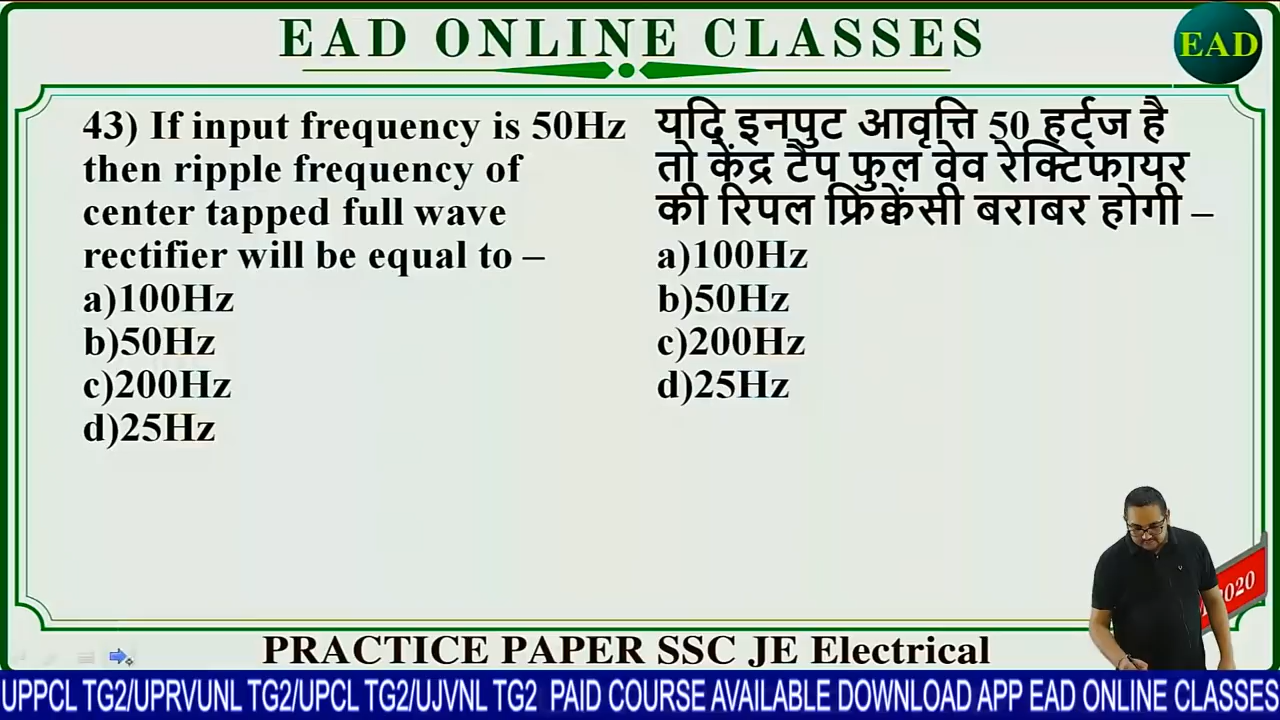 EAD ONLINE CLASSES
EAD
43) If input frequency is 50Hz
then ripple frequency of
center tapped full wave
rectifier will be equal to –
a)100Hz
b)50Hz
c)200Hz
d)25Hz
यदि इनपुट आवृत्ति 50 हर्ट्ज है
तो केंद्र टैप फुल वेव रेक्टिफायर
की रिपल फ्रिक्वेंसी बराबर होगी –
a)100Hz
b)50Hz
c)200Hz
d)25Hz
2020
PRACTICE PAPER SSC JE Electrical
UPPCL TG2/UPRVUNL TG2/UPCL TG2/UJVNL TG2 PAID COURSE AVAILABLE DOWNLOAD APP EAD ONLINE CLASSES